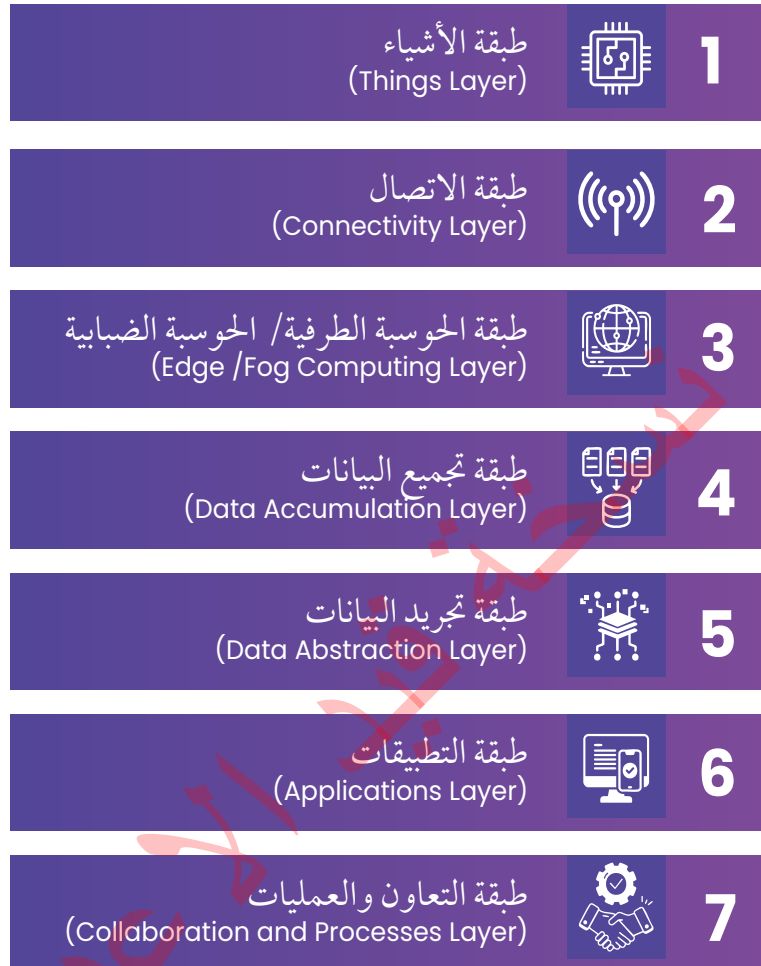 1
طبقة الأشياء
(Things Layer)
2
طبقة الاتصال
(Connectivity Layer)
3
طبقة الحوسبة الطرفية/ الحوسبة الضبابية
(Edge /Fog Computing Layer)
4
طبقة تجميع البيانات
(Data Accumulation Layer)
5
طبقة تجريد البيانات
(Data Abstraction Layer)
6
طبقة التطبيقات
(Applications Layer)
7
طبقة التعاون والعمليات
(Collaboration and Processes Layer)
نسخة قيد